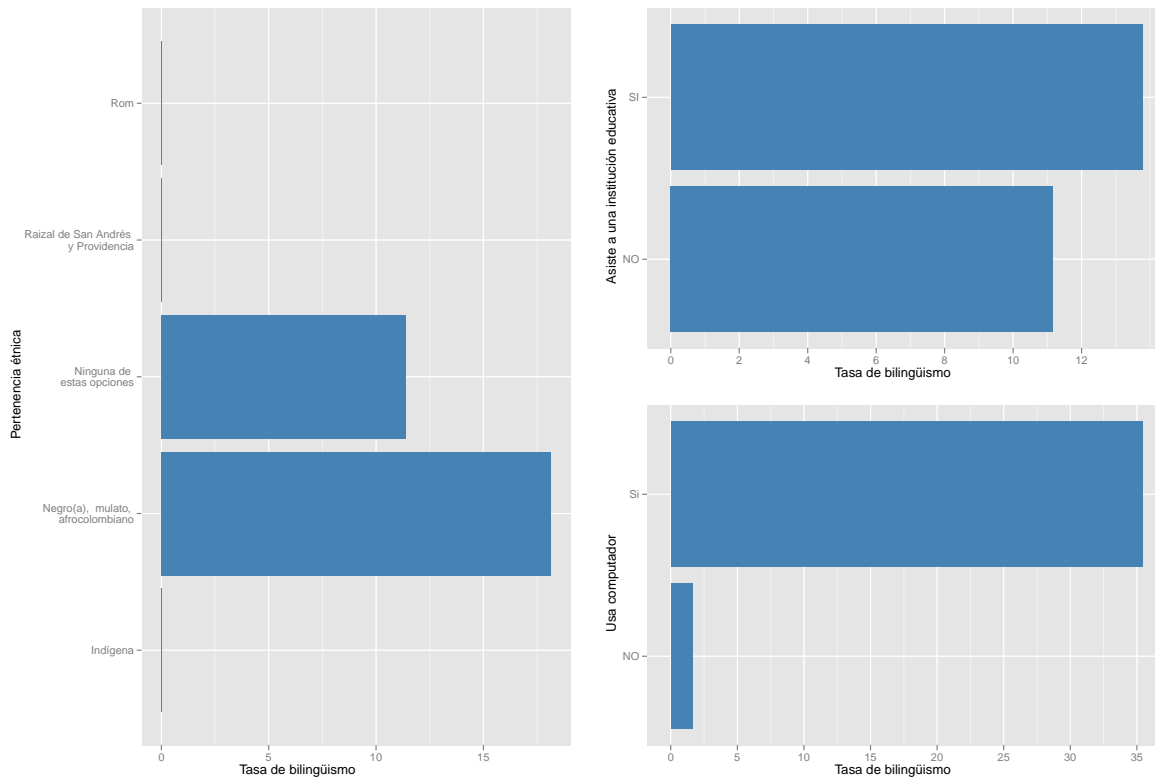 Pertenencia étnica
Rom
Raizal de San Andrés
y Providencia
Ninguna de
estas opciones
Negro(a), mulato,
afrocolombiano
Indígena
0 5 10 15
Tasa de bilingüismo
Asiste a una institución educativa
SI
NO
0 2 4 6 8 10 12
Tasa de bilingüismo
Usa computador
Si
NO
0 5 10 15 20 25 30 35
Tasa de bilingüismo